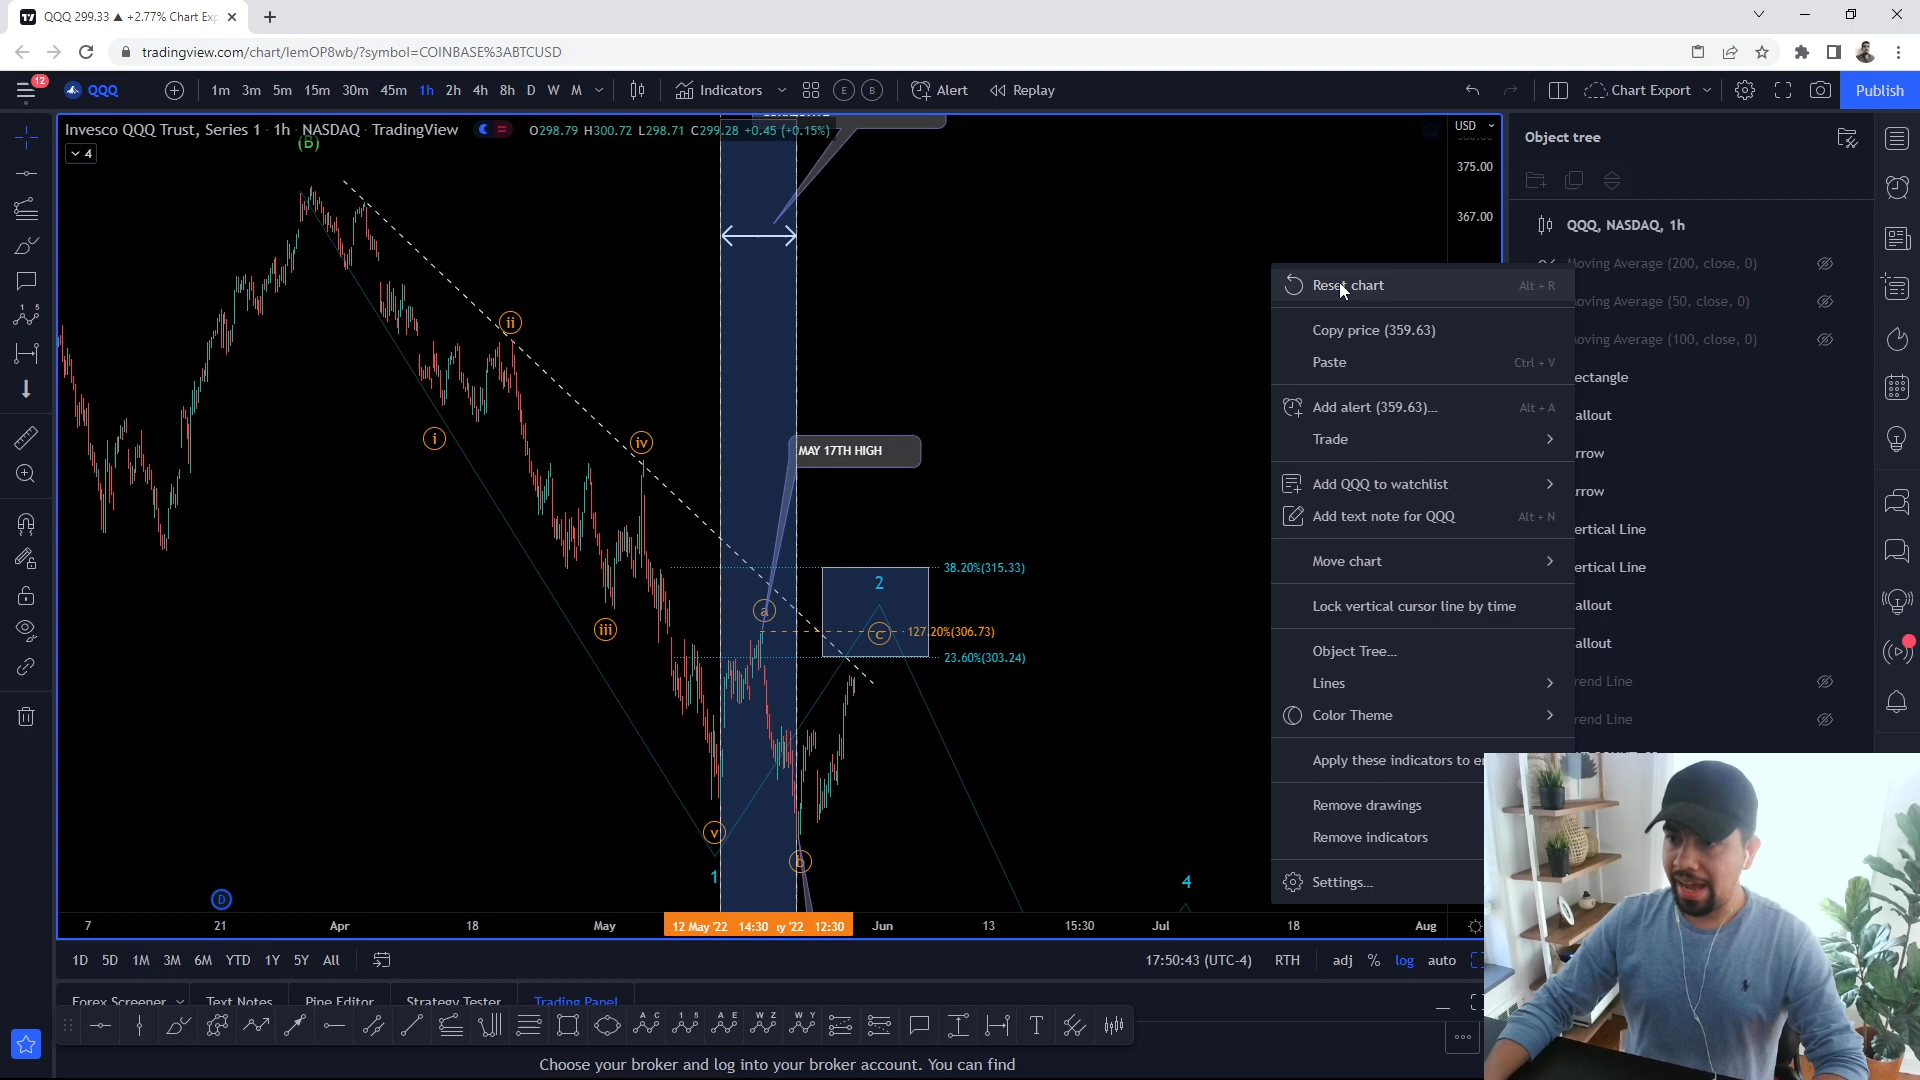 QQQ 299.33 ▲ +2.77% Chart Exp
tradingview.com/chart/lemOP8wb/?symbol=COINBASE%3ABTCUSD
12
QQQ
1m 3m 5m 15m 30m 45m 1h 2h 4h 8h D W M
Indicators
E B
Alert
Replay
Chart Export
Publish
Invesco QQQ Trust, Series 1 · 1h · NASDAQ · TradingView
O298.79 H300.72 L298.71 C299.28 +0.45 (+0.15%)
4
(B)
USD
375.00
367.00
ii
i
iv
iii
MAY 17TH HIGH
38.20%(315.33)
2
a
c
127.20%(306.73)
23.60%(303.24)
v
b
1
4
D
7 21 Apr 18 May 12 May '22 14:30 ay '22 12:30 Jun 13 15:30 Jul 18 Aug
Reset chart Alt + R
Copy price (359.63)
Paste Ctrl + V
Add alert (359.63)... Alt + A
Trade
Add QQQ to watchlist
Add text note for QQQ Alt + N
Move chart
Lock vertical cursor line by time
Object Tree...
Lines
Color Theme
Apply these indicators to en
Remove drawings
Remove indicators
Settings...
Object tree
QQQ, NASDAQ, 1h
Moving Average (200, close, 0)
oving Average (50, close, 0)
oving Average (100, close, 0)
ectangle
allout
rrow
rrow
ertical Line
ertical Line
allout
allout
rend Line
rend Line
1D 5D 1M 3M 6M YTD 1Y 5Y All
17:50:43 (UTC-4) RTH adj % log auto
Forex Screener Text Notes Pine Editor Strategy Tester Trading Panel
A C 1 5 A E W Z W Y
T
Choose your broker and log into your broker account. You can find